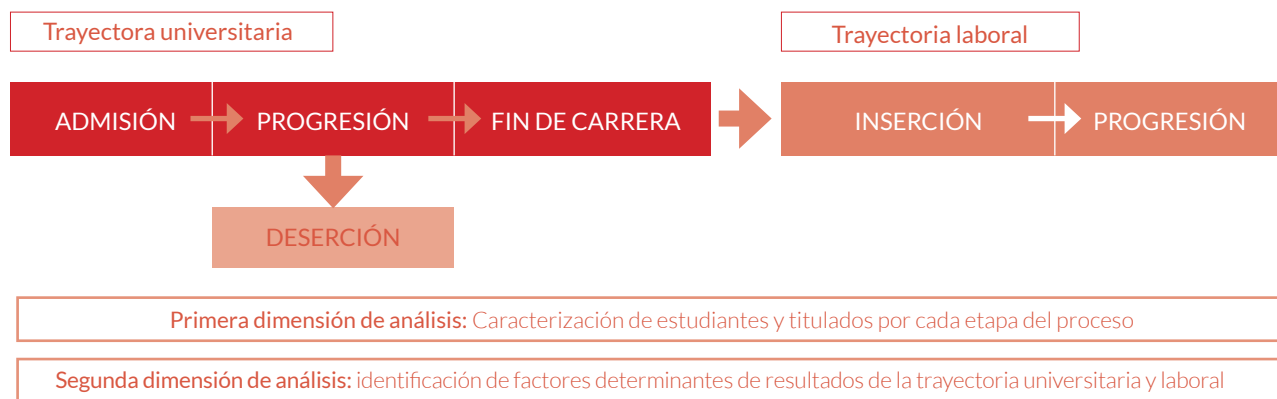 Trayectora universitaria
Trayectoria laboral
ADMISIÓN
PROGRESIÓN
FIN DE CARRERA
INSERCIÓN
PROGRESIÓN
DESERCIÓN
Primera dimensión de análisis: Caracterización de estudiantes y titulados por cada etapa del proceso
Segunda dimensión de análisis: identificación de factores determinantes de resultados de la trayectoria universitaria y laboral